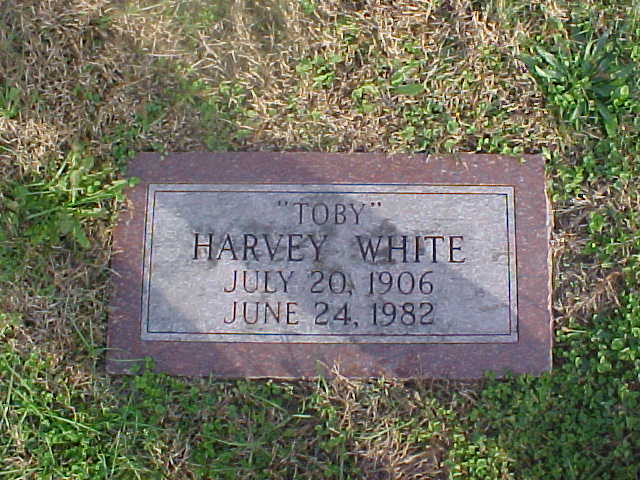 "TOBY"
HARVEY WHITE
JULY 20, 1906
JUNE 24, 1982